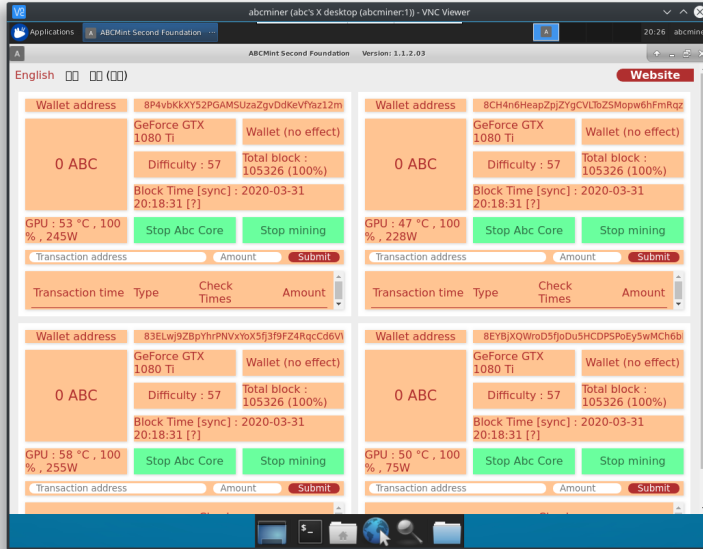 abcminer (abc's X desktop (abcminer:1)) - VNC Viewer
Applications
ABCMint Second Foundation ...
20:26 abcmine
ABCMint Second Foundation Version: 1.1.2.03
English
Website
Wallet address
8P4vbKkXY52PGAMSUzaZgvDdKeVfYaz12m
0 ABC
GeForce GTX
1080 Ti
Wallet (no effect)
Difficulty : 57
Total block :
105326 (100%)
Block Time [sync] : 2020-03-31
20:18:31 [?]
GPU : 53 °C , 100
% , 245W
Stop Abc Core
Stop mining
Transaction address
Amount
Submit
Transaction time
Type
Check
Times
Amount
Wallet address
8CH4n6HeapZpjZYgCVLToZSMopw6hFmRqz
0 ABC
GeForce GTX
1080 Ti
Wallet (no effect)
Difficulty : 57
Total block :
105326 (100%)
Block Time [sync] : 2020-03-31
20:18:31 [?]
GPU : 47 °C , 100
% , 228W
Stop Abc Core
Stop mining
Transaction address
Amount
Submit
Transaction time
Type
Check
Times
Amount
Wallet address
83ELwj9ZBpYhrPNVxYoX5fj3f9FZ4RqcCd6V
0 ABC
GeForce GTX
1080 Ti
Wallet (no effect)
Difficulty : 57
Total block :
105326 (100%)
Block Time [sync] : 2020-03-31
20:18:31 [?]
GPU : 58 °C , 100
% , 255W
Stop Abc Core
Stop mining
Transaction address
Amount
Submit
Wallet address
8EYBjXQWroD5fJoDu5HCDPSPoEy5wMCh6b
0 ABC
GeForce GTX
1080 Ti
Wallet (no effect)
Difficulty : 57
Total block :
105326 (100%)
Block Time [sync] : 2020-03-31
20:18:31 [?]
GPU : 50 °C , 100
% , 75W
Stop Abc Core
Stop mining
Transaction address
Amount
Submit